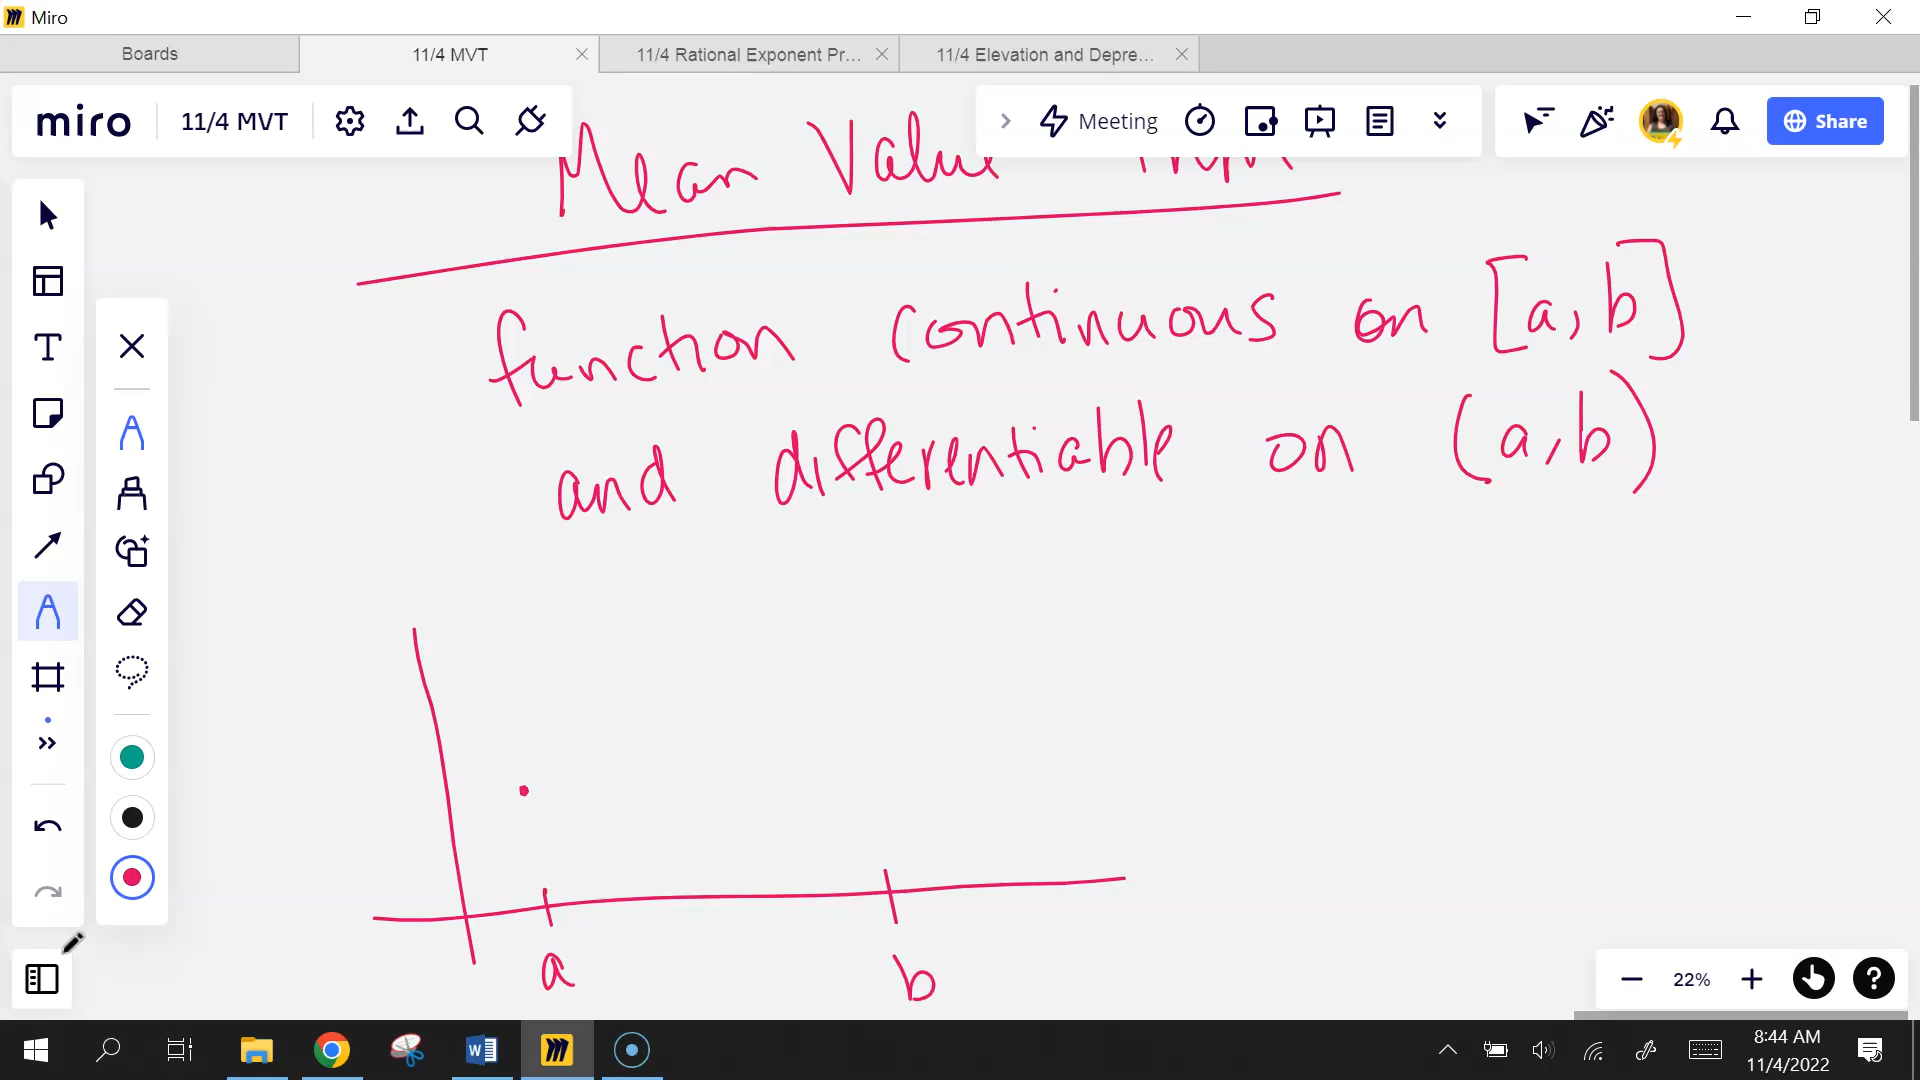 Miro
Boards
11/4 MVT
11/4 Rational Exponent Pr...
11/4 Elevation and Depre...
miro
11/4 MVT
Meeting
Share
Mean Value Thm
function continuous on [a,b]
and differentiable on (a,b)
a
b
22%
8:44 AM
11/4/2022